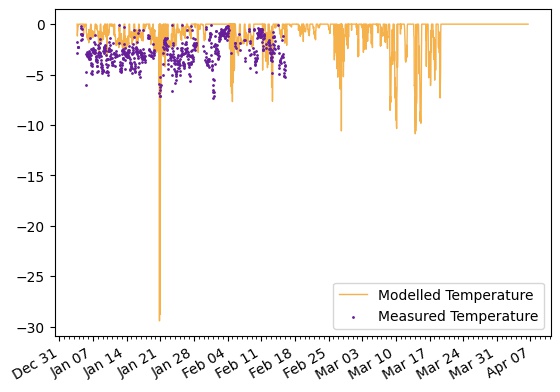 0
−5
−10
−15
−20
−25
−30
Dec 31
Jan 07
Jan 14
Jan 21
Jan 28
Feb 04
Feb 11
Feb 18
Feb 25
Mar 03
Mar 10
Mar 17
Mar 24
Mar 31
Apr 07
Modelled Temperature
Measured Temperature